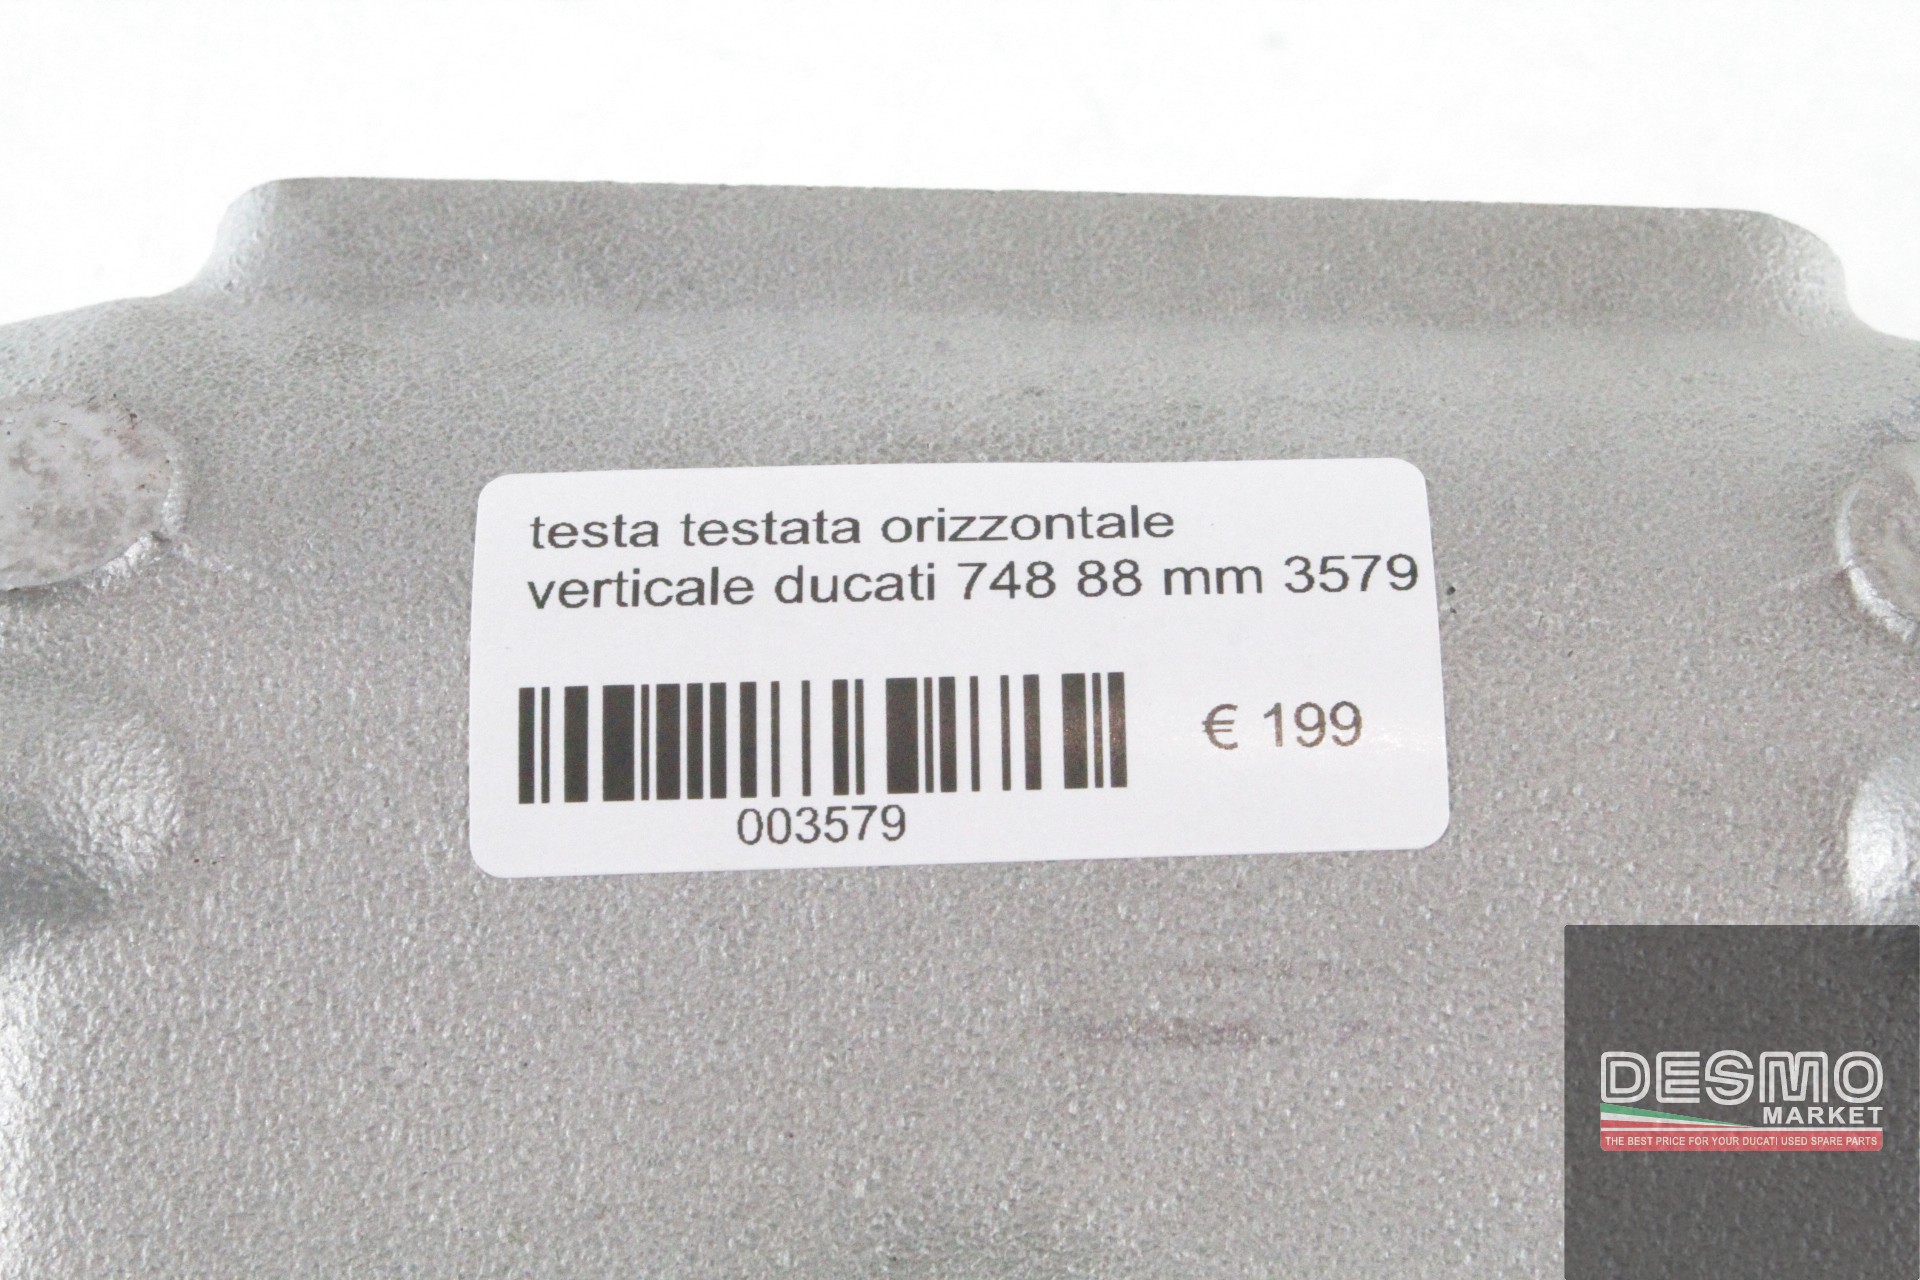 testa testata orizzontale
verticale ducati 748 88 mm 3579
€ 199
003579
DESMO
MARKET
THE BEST PRICE FOR YOUR DUCATI USED SPARE PARTS